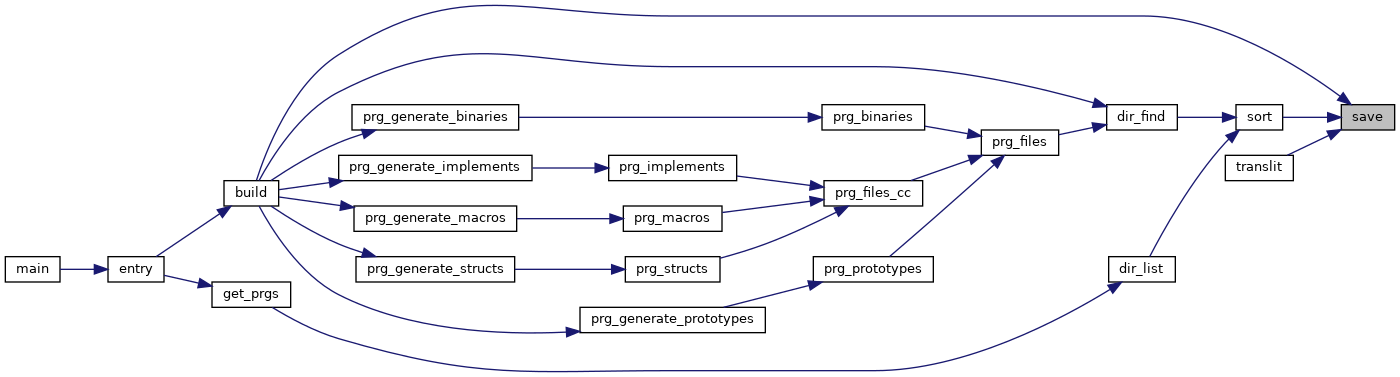 main
entry
build
get_prgs
prg_generate_binaries
prg_generate_implements
prg_generate_macros
prg_generate_structs
prg_generate_prototypes
prg_implements
prg_macros
prg_structs
prg_binaries
prg_files_cc
prg_prototypes
prg_files
dir_find
dir_list
sort
translit
save